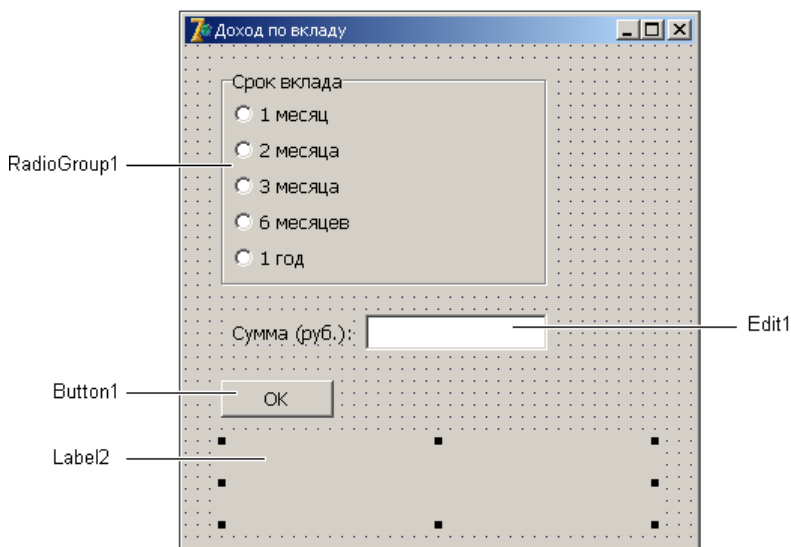 Доход по вкладу
Срок вклада
1 месяц
2 месяца
RadioGroup1
3 месяца
6 месяцев
1 год
Сумма (руб.):
Edit1
Button1
OK
Label2